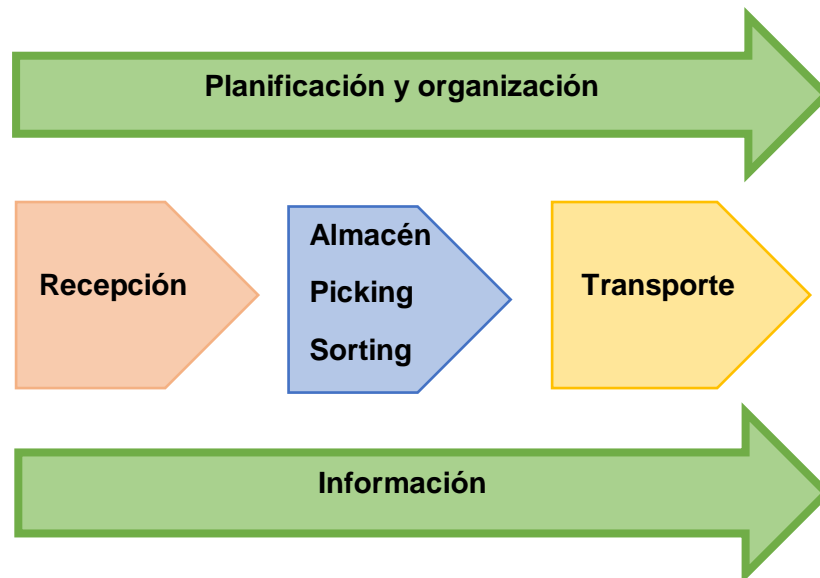 Planificación y organización
Recepción
Almacén
Picking
Sorting
Transporte
Información